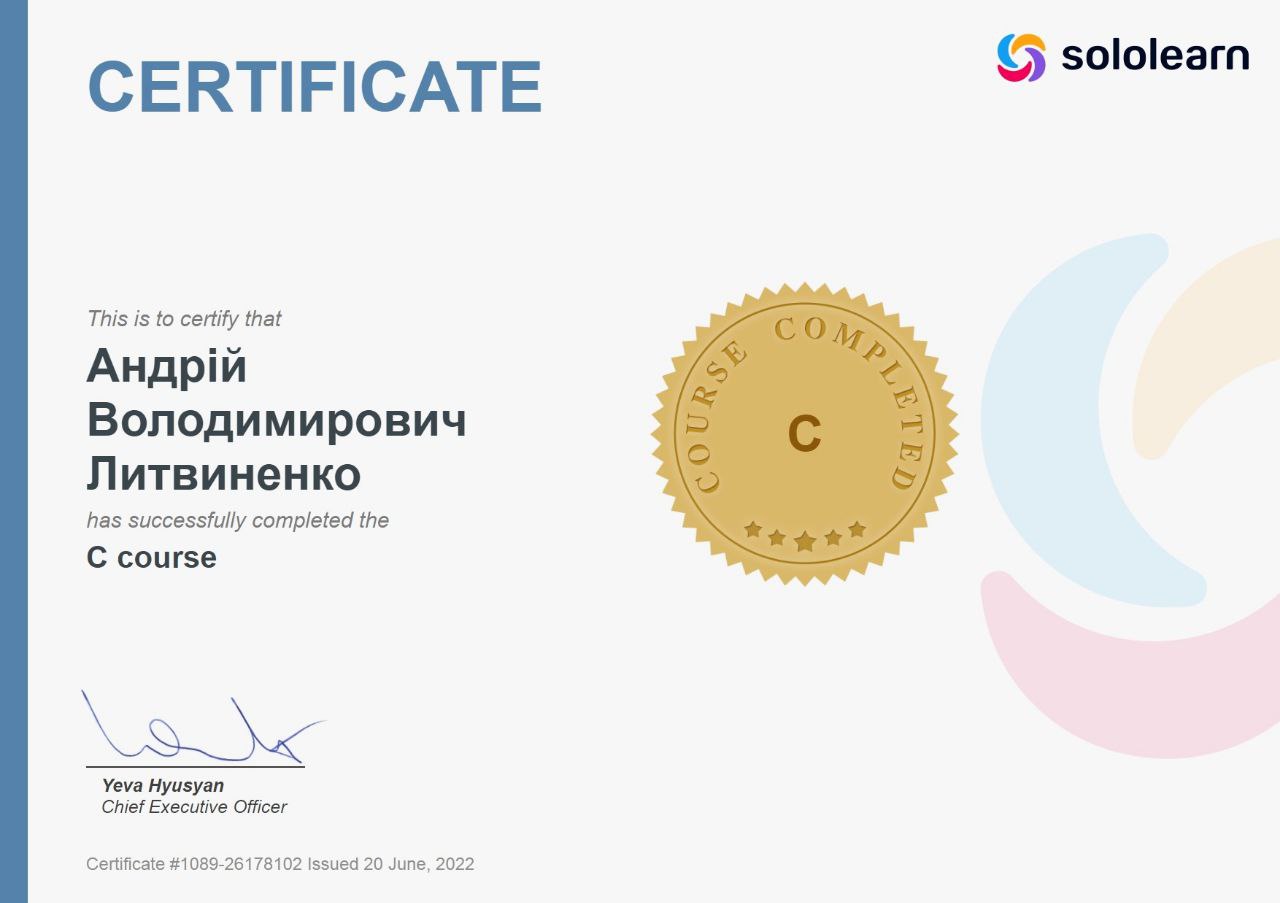 CERTIFICATE
sololearn
This is to certify that
Андрій
Володимирович
Литвиненко
has successfully completed the
C course
COURSE COMPLETED
C
Yeva Hyusyan
Chief Executive Officer
Certificate #1089-26178102 Issued 20 June, 2022